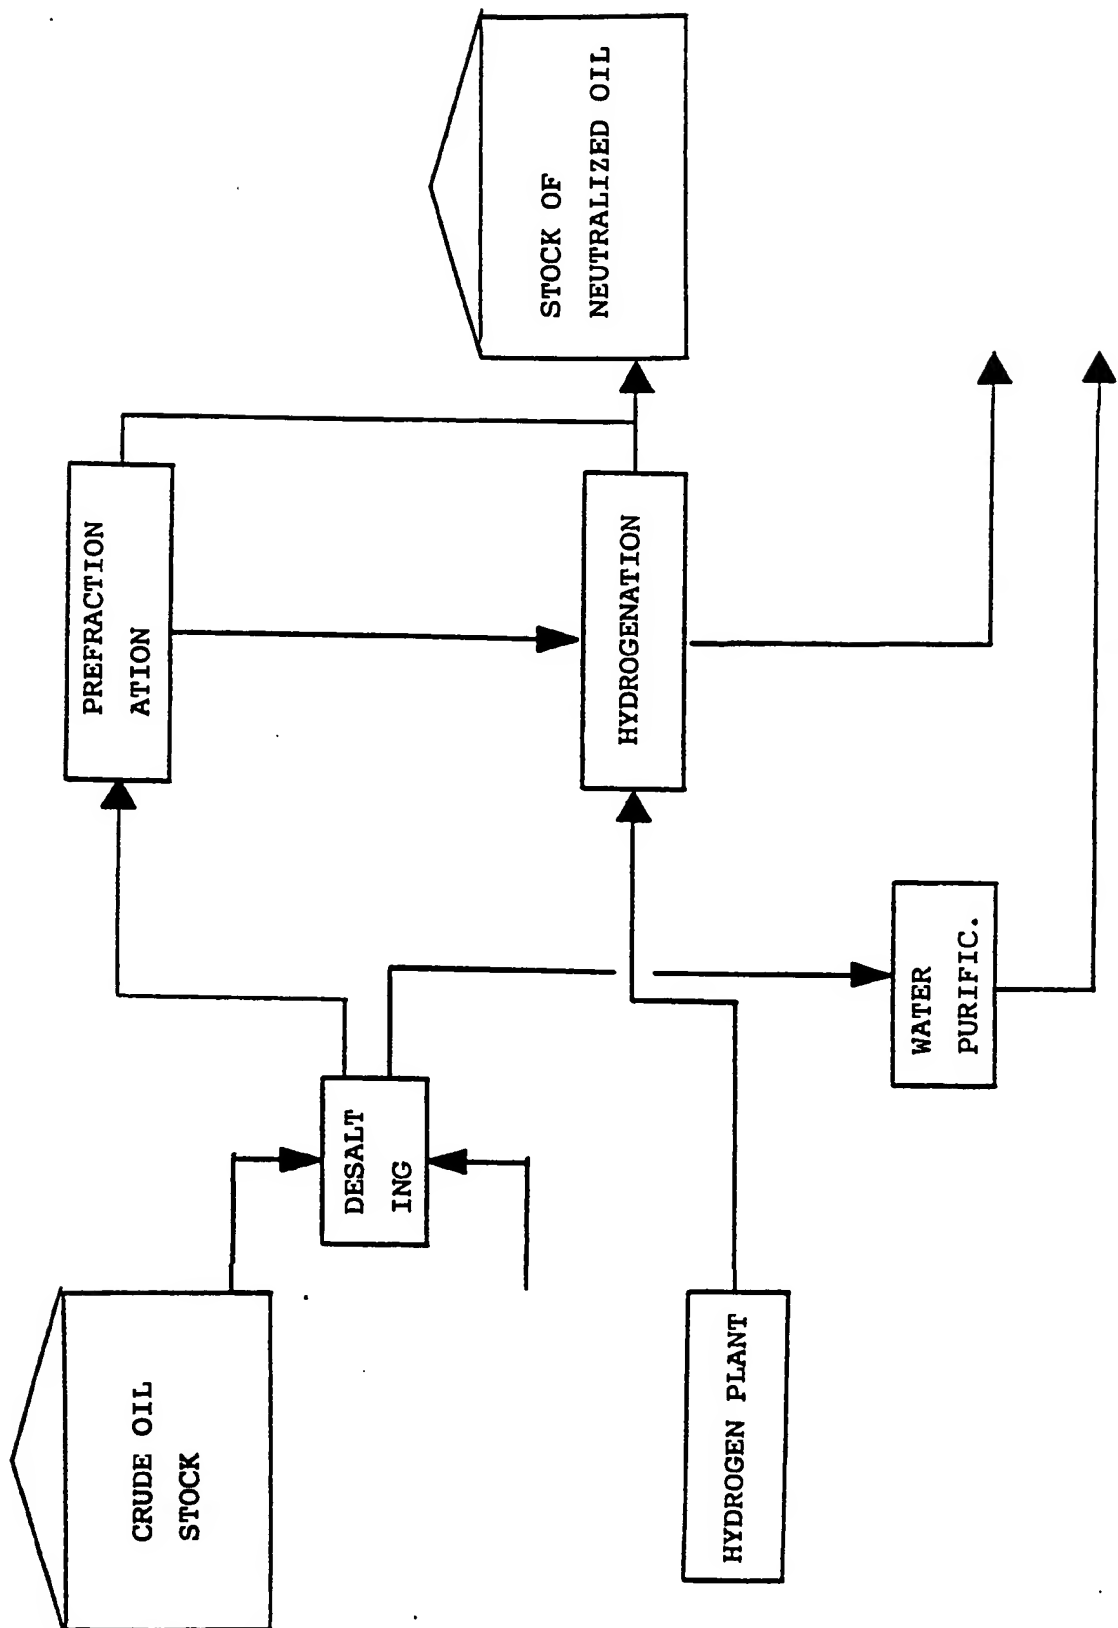 CRUDE OIL
STOCK
DESALT
ING
PREFRACTION
ATION
STOCK OF
NEUTRALIZED OIL
HYDROGENATION
HYDROGEN PLANT
WATER
PURIFIC.